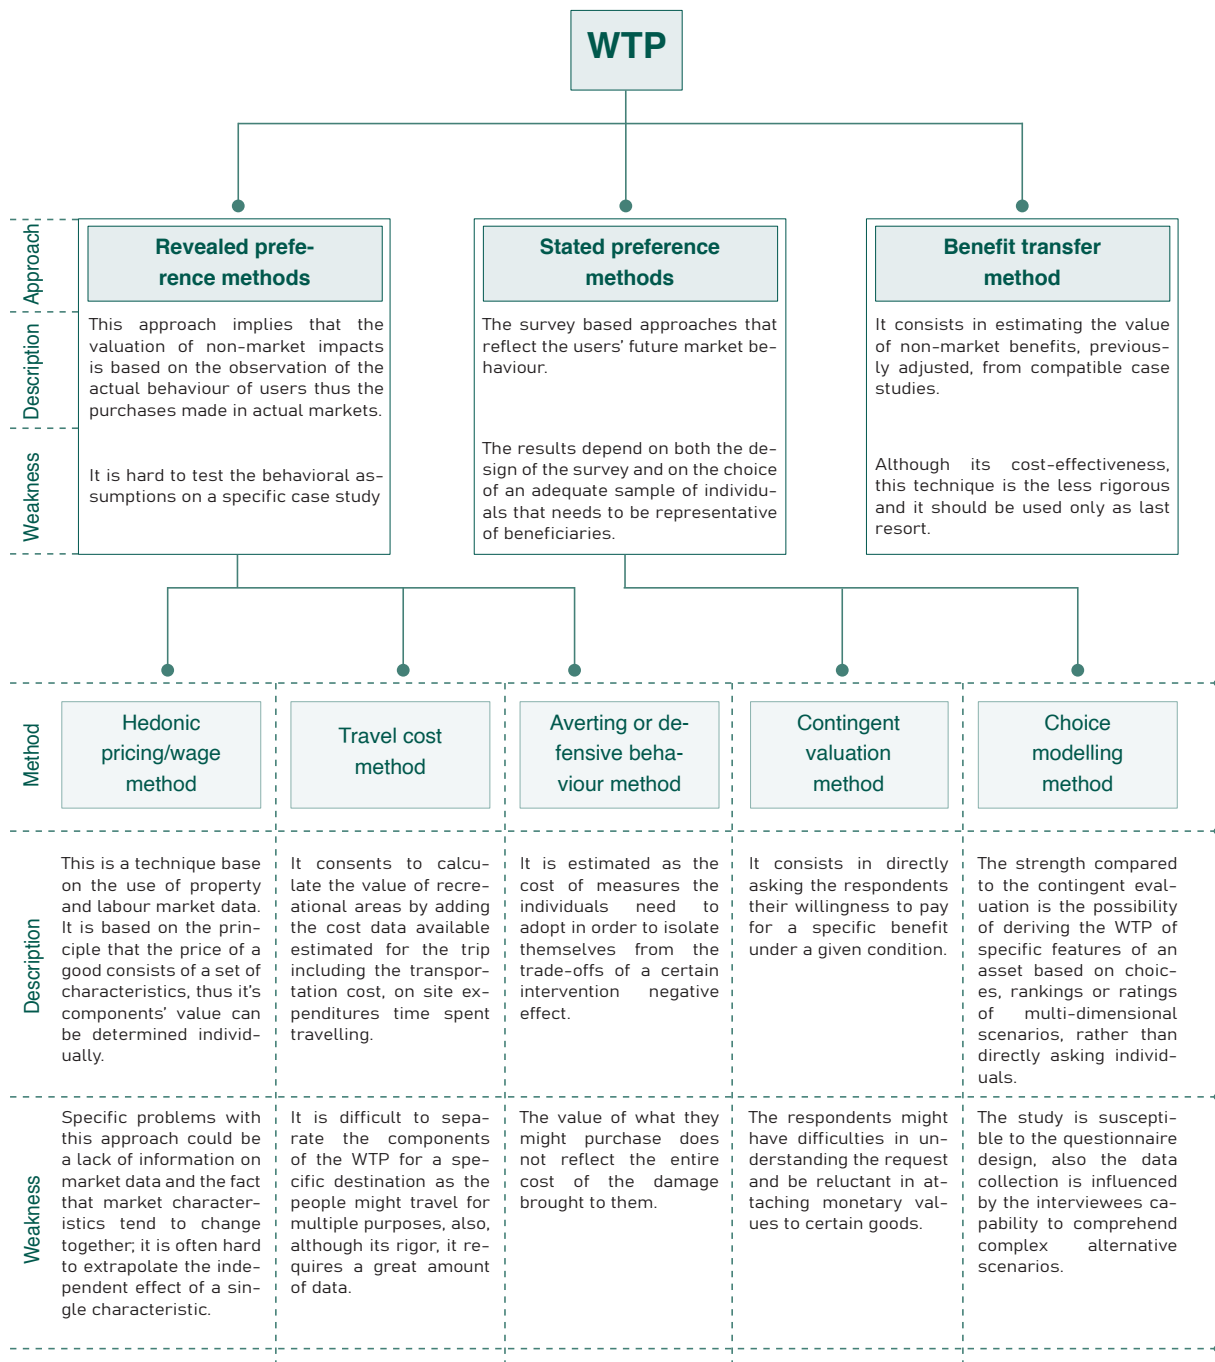 WTP
Approach
Revealed prefe-
rence methods
Stated preference
methods
Benefit transfer
method
Description
This approach implies that the
valuation of non-market impacts
is based on the observation of the
actual behaviour of users thus the
purchases made in actual markets.
The survey based approaches that
reflect the users' future market be-
haviour.
It consists in estimating the value
of non-market benefits, previous-
ly adjusted, from compatible case
studies.
Weakness
It is hard to test the behavioral as-
sumptions on a specific case study
The results depend on both the de-
sign of the survey and on the choice
of an adequate sample of individu-
als that needs to be representative
of beneficiaries.
Although its cost-effectiveness,
this technique is the less rigorous
and it should be used only as last
resort.
Method
Hedonic
pricing/wage
method
Travel cost
method
Averting or de-
fensive beha-
viour method
Contingent
valuation
method
Choice
modelling
method
Description
This is a technique base
on the use of property
and labour market data.
It is based on the prin-
ciple that the price of a
good consists of a set of
characteristics, thus it's
components' value can
be determined individ-
ually.
It consents to calcu-
late the value of recre-
ational areas by adding
the cost data available
estimated for the trip
including the transpor-
tation cost, on site ex-
penditures time spent
travelling.
It is estimated as the
cost of measures the
individuals need to
adopt in order to isolate
themselves from the
trade-offs of a certain
intervention negative
effect.
It consists in directly
asking the respondents
their willingness to pay
for a specific benefit
under a given condition.
The strength compared
to the contingent eval-
uation is the possibility
of deriving the WTP of
specific features of an
asset based on choic-
es, rankings or ratings
of multi-dimensional
scenarios, rather than
directly asking individ-
uals.
Weakness
Specific problems with
this approach could be
a lack of information on
market data and the fact
that market character-
istics tend to change
together; it is often hard
to extrapolate the inde-
pendent effect of a sin-
gle characteristic.
It is difficult to sepa-
rate the components
of the WTP for a spe-
cific destination as the
people might travel for
multiple purposes, also,
although its rigor, it re-
quires a great amount
of data.
The value of what they
might purchase does
not reflect the entire
cost of the damage
brought to them.
The respondents might
have difficulties in un-
derstanding the request
and be reluctant in at-
taching monetary val-
ues to certain goods.
The study is suscepti-
ble to the questionnaire
design, also the data
collection is influenced
by the interviewees ca-
pability to comprehend
complex alternative
scenarios.